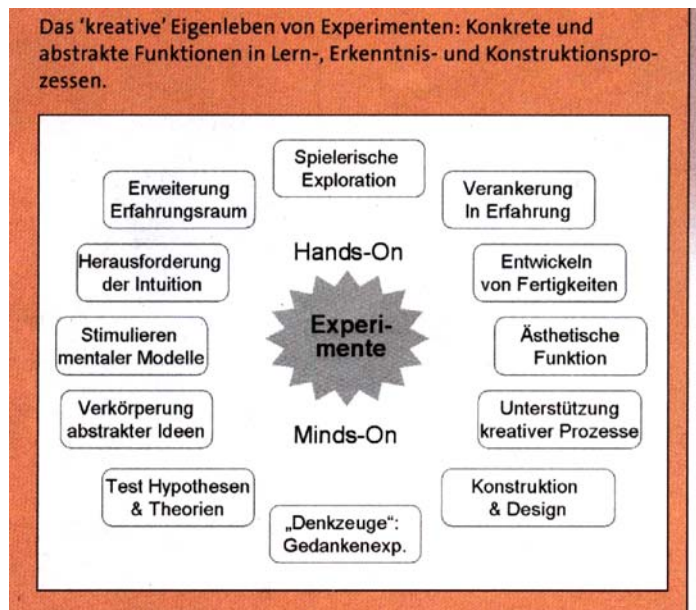 Das ‘kreative’ Eigenleben von Experimenten: Konkrete und
abstrakte Funktionen in Lern-, Erkenntnis- und Konstruktionspro-
zessen.
Spielerische
Exploration
Erweiterung
Erfahrungsraum
Verankerung
In Erfahrung
Hands-On
Herausforderung
der Intuition
Entwickeln
von Fertigkeiten
Experi-
mente
Stimulieren
mentaler Modelle
Ästhetische
Funktion
Verkörperung
abstrakter Ideen
Unterstützung
kreativer Prozesse
Minds-On
Test Hypothesen
& Theorien
Konstruktion
& Design
„Denkzeuge“:
Gedankenexp.